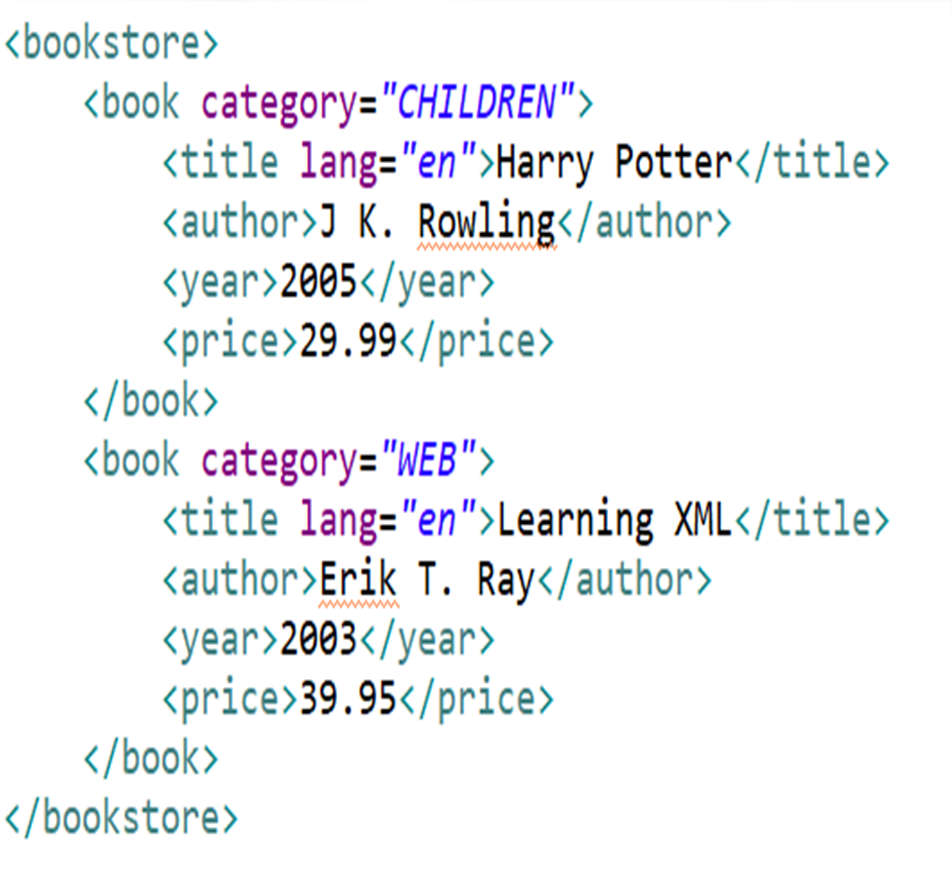 <bookstore>
    <book category="CHILDREN">
        <title lang="en">Harry Potter</title>
        <author>J K. Rowling</author>
        <year>2005</year>
        <price>29.99</price>
    </book>
    <book category="WEB">
        <title lang="en">Learning XML</title>
        <author>Erik T. Ray</author>
        <year>2003</year>
        <price>39.95</price>
    </book>
</bookstore>